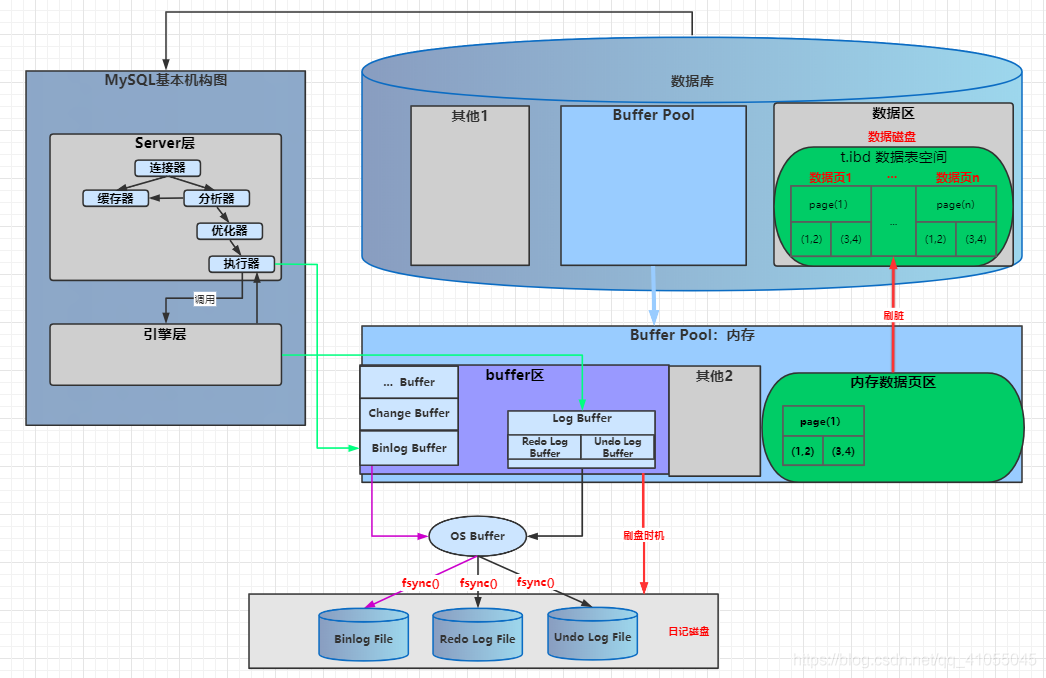 MySQL基本机构图
Server层
连接器
缓存器
分析器
优化器
执行器
调用
引擎层
数据库
其他1
Buffer Pool
数据区
数据磁盘
t.ibd 数据表空间
数据页1
...
数据页n
page(1)
page(n)
...
(1,2)
(3,4)
(1,2)
(3,4)
刷脏
Buffer Pool：内存
... Buffer
Change Buffer
Binlog Buffer
buffer区
Log Buffer
Redo Log
Buffer
Undo Log
Buffer
其他2
内存数据页区
page(1)
(1,2)
(3,4)
OS Buffer
刷盘时机
fsync()
fsync()
fsync()
Binlog File
Redo Log File
Undo Log File
日记磁盘
https://blog.csdn.net/qq_41055045